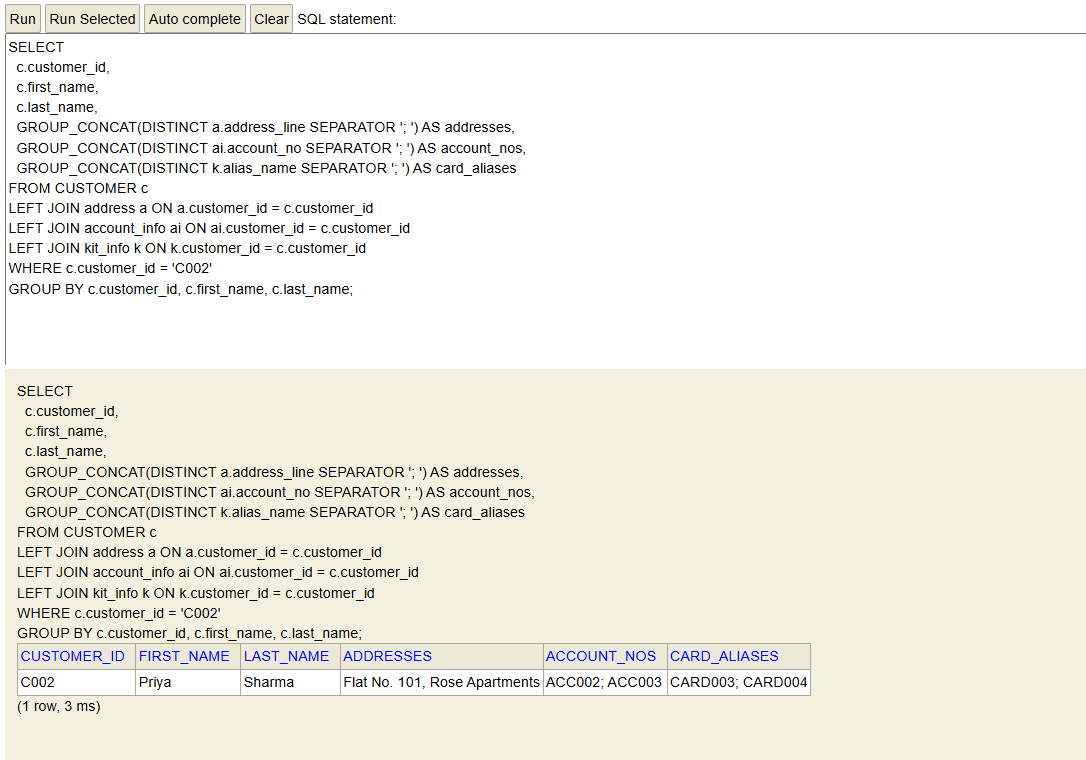 Run Run Selected Auto complete Clear SQL statement:
SELECT
c.customer_id,
c.first_name,
c.last_name,
GROUP_CONCAT(DISTINCT a.address_line SEPARATOR '; ') AS addresses,
GROUP_CONCAT(DISTINCT ai.account_no SEPARATOR '; ') AS account_nos,
GROUP_CONCAT(DISTINCT k.alias_name SEPARATOR '; ') AS card_aliases
FROM CUSTOMER c
LEFT JOIN address a ON a.customer_id = c.customer_id
LEFT JOIN account_info ai ON ai.customer_id = c.customer_id
LEFT JOIN kit_info k ON k.customer_id = c.customer_id
WHERE c.customer_id = 'C002'
GROUP BY c.customer_id, c.first_name, c.last_name;
SELECT
c.customer_id,
c.first_name,
c.last_name,
GROUP_CONCAT(DISTINCT a.address_line SEPARATOR '; ') AS addresses,
GROUP_CONCAT(DISTINCT ai.account_no SEPARATOR '; ') AS account_nos,
GROUP_CONCAT(DISTINCT k.alias_name SEPARATOR '; ') AS card_aliases
FROM CUSTOMER c
LEFT JOIN address a ON a.customer_id = c.customer_id
LEFT JOIN account_info ai ON ai.customer_id = c.customer_id
LEFT JOIN kit_info k ON k.customer_id = c.customer_id
WHERE c.customer_id = 'C002'
GROUP BY c.customer_id, c.first_name, c.last_name;
CUSTOMER_ID FIRST_NAME LAST_NAME ADDRESSES ACCOUNT_NOS CARD_ALIASES
C002 Priya Sharma Flat No. 101, Rose Apartments ACC002; ACC003 CARD003; CARD004
(1 row, 3 ms)